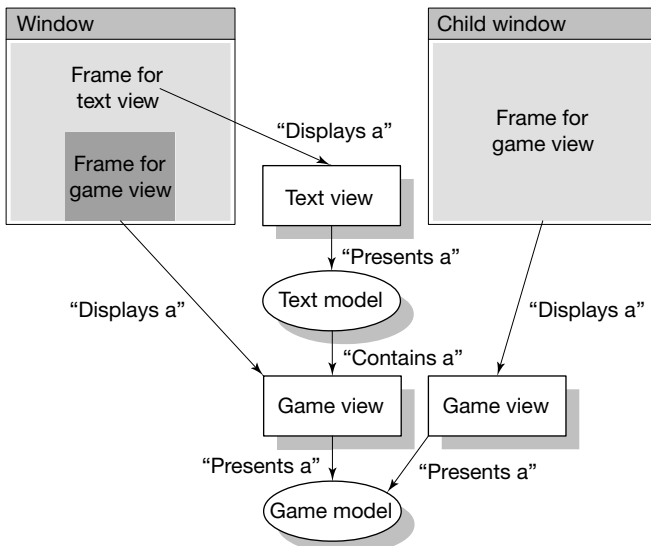 Window
Child window
Frame for
text view
Frame for
game view
Frame for
game view
“Displays a”
Text view
“Presents a”
Text model
“Displays a”
“Displays a”
“Contains a”
Game view
Game view
“Presents a”
“Presents a”
Game model